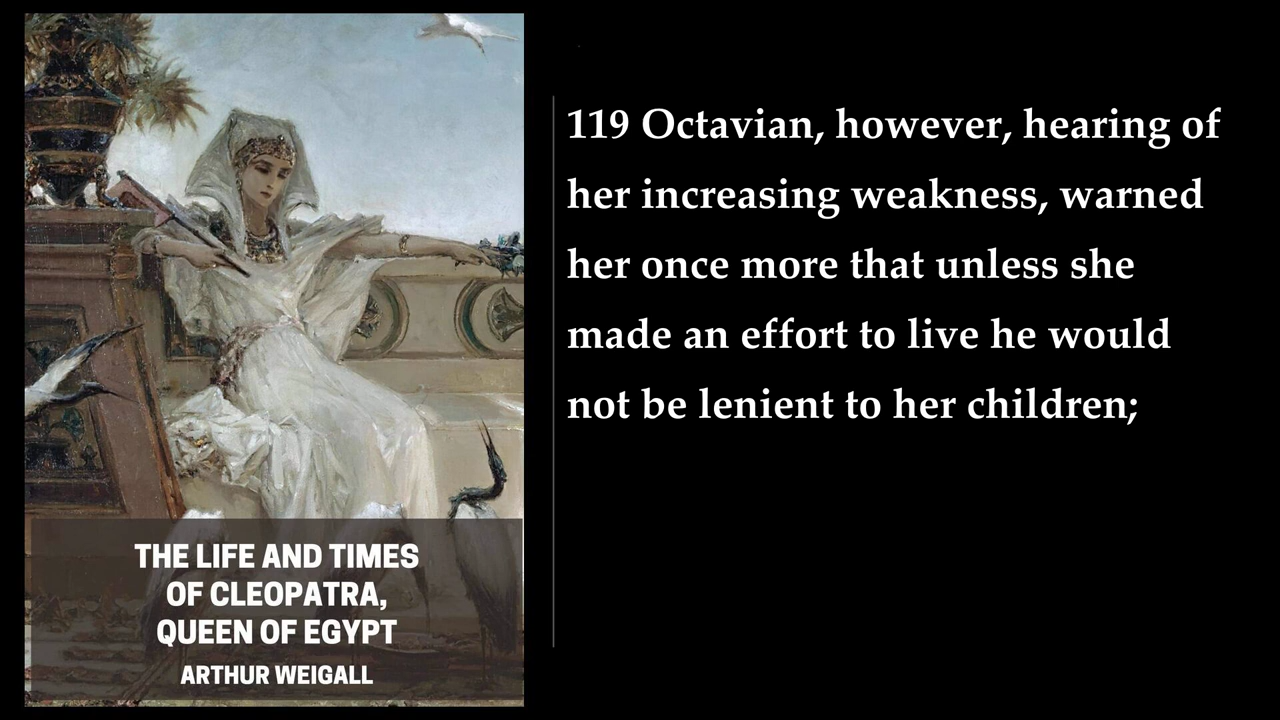 119 Octavian, however, hearing of
her increasing weakness, warned
her once more that unless she
made an effort to live he would
not be lenient to her children;
THE LIFE AND TIMES
OF CLEOPATRA,
QUEEN OF EGYPT
ARTHUR WEIGALL